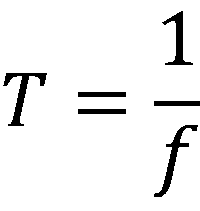 T = 1/f